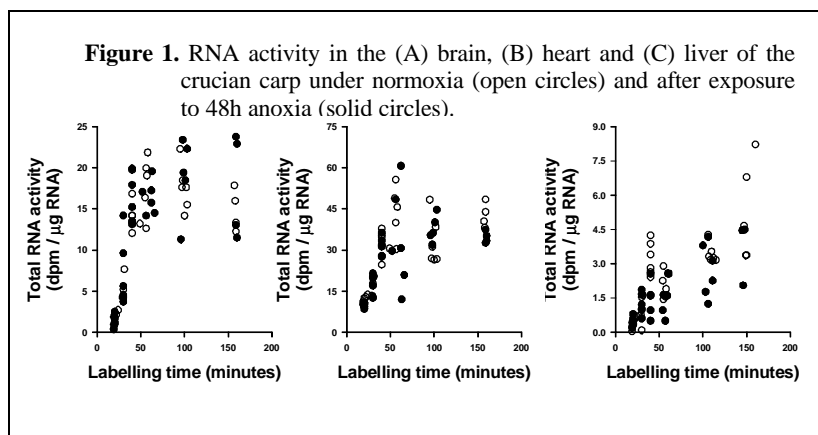 Figure 1. RNA activity in the (A) brain, (B) heart and (C) liver of the
crucian carp under normoxia (open circles) and after exposure
to 48h anoxia (solid circles).
25
20
15
10
5
0
0 50 100 150 200
Total RNA activity
(dpm / µg RNA)
Labelling time (minutes)
75
60
45
30
15
0
0 50 100 150 200
Total RNA activity
(dpm / µg RNA)
Labelling time (minutes)
9.0
7.5
6.0
4.5
3.0
1.5
0.0
0 50 100 150 200
Total RNA activity
(dpm / µg RNA)
Labelling time (minutes)